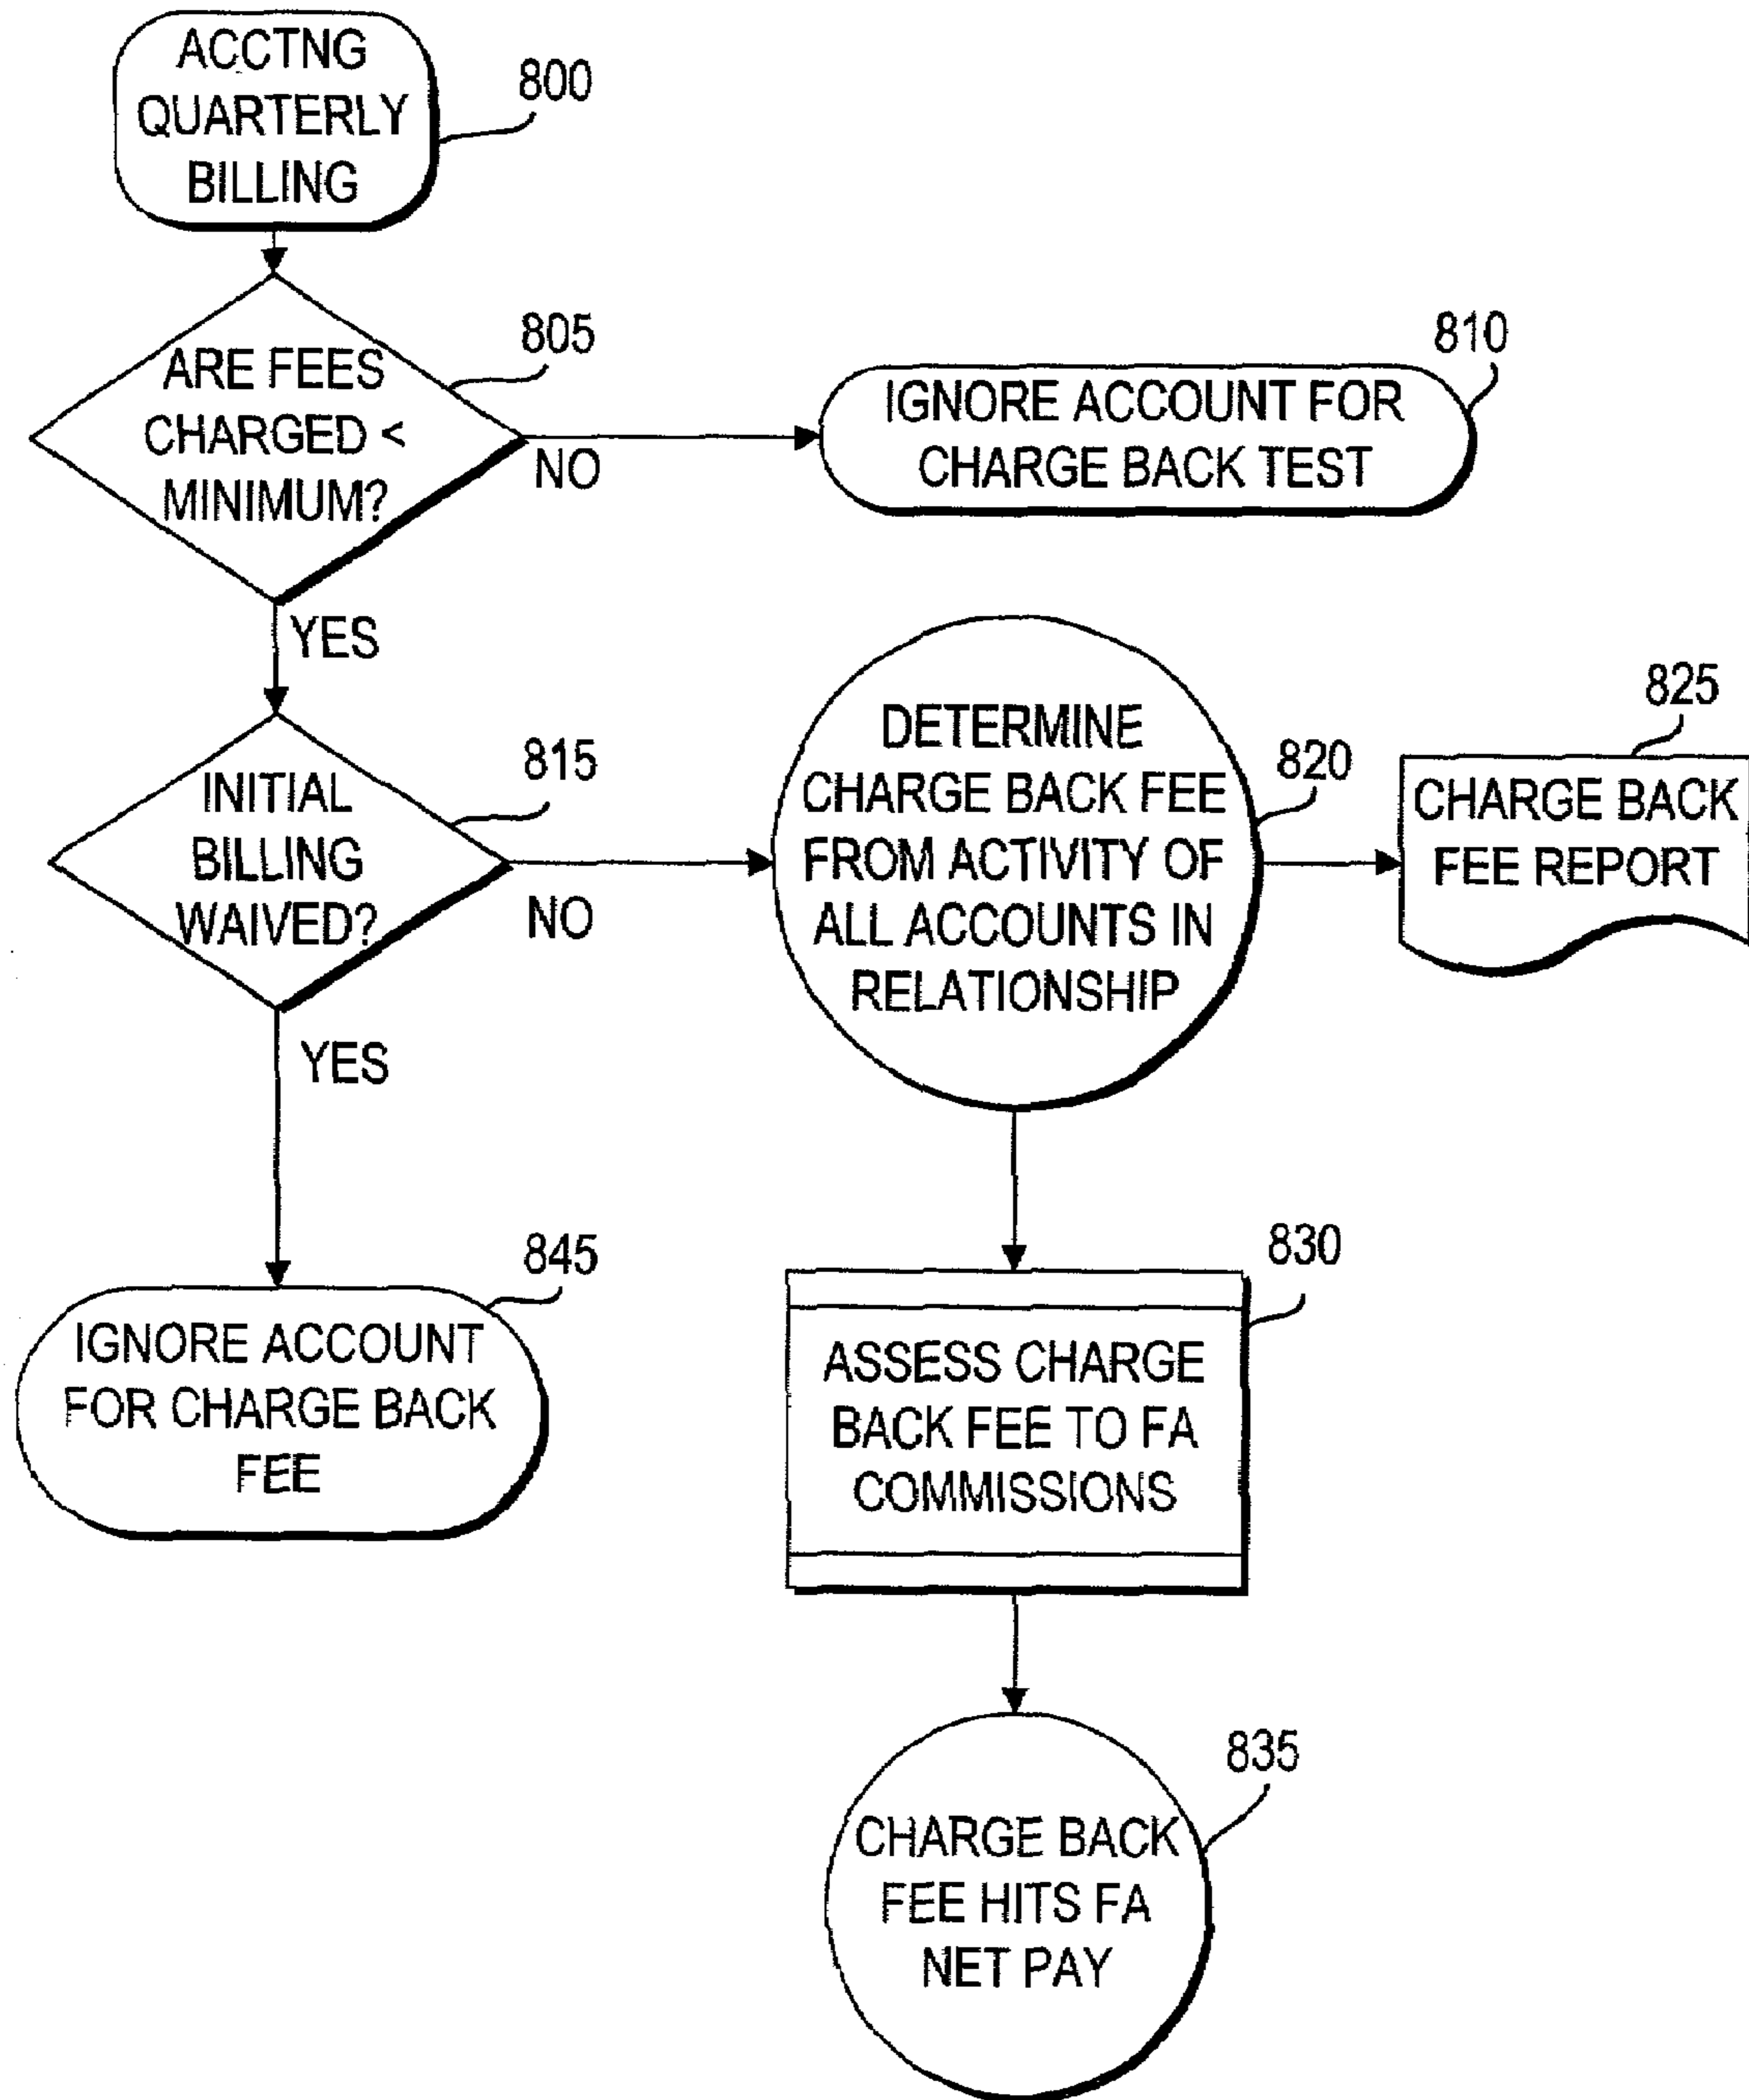 ACCTNG
QUARTERLY
BILLING
800
ARE FEES
CHARGED <
MINIMUM?
805
NO
IGNORE ACCOUNT FOR
CHARGE BACK TEST
810
YES
INITIAL
BILLING
WAIVED?
815
NO
DETERMINE
CHARGE BACK FEE
FROM ACTIVITY OF
ALL ACCOUNTS IN
RELATIONSHIP
820
CHARGE BACK
FEE REPORT
825
YES
IGNORE ACCOUNT
FOR CHARGE BACK
FEE
845
ASSESS CHARGE
BACK FEE TO FA
COMMISSIONS
830
CHARGE BACK
FEE HITS FA
NET PAY
835